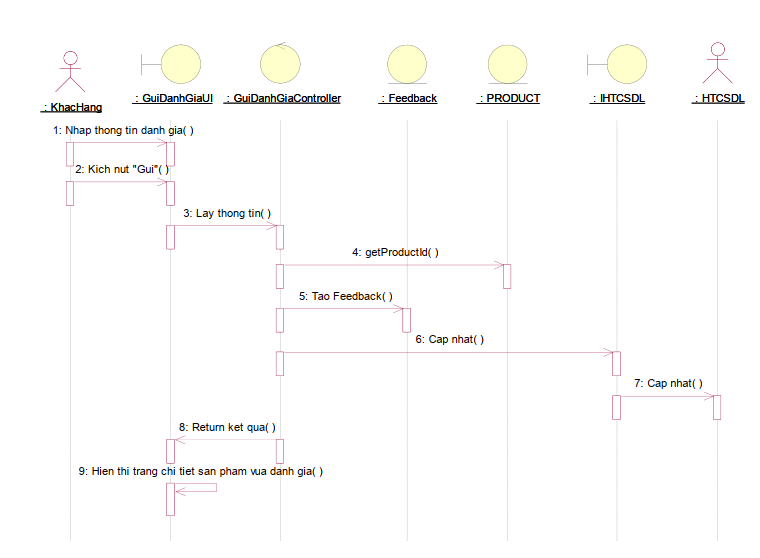 : KhacHang
: GuiDanhGiaUI
: GuiDanhGiaController
: Feedback
: PRODUCT
: IHTCSDL
: HTCSDL
1: Nhap thong tin danh gia( )
2: Kich nut "Gui"( )
3: Lay thong tin( )
4: getProductId( )
5: Tao Feedback( )
6: Cap nhat( )
7: Cap nhat( )
8: Return ket qua( )
9: Hien thi trang chi tiet san pham vua danh gia( )